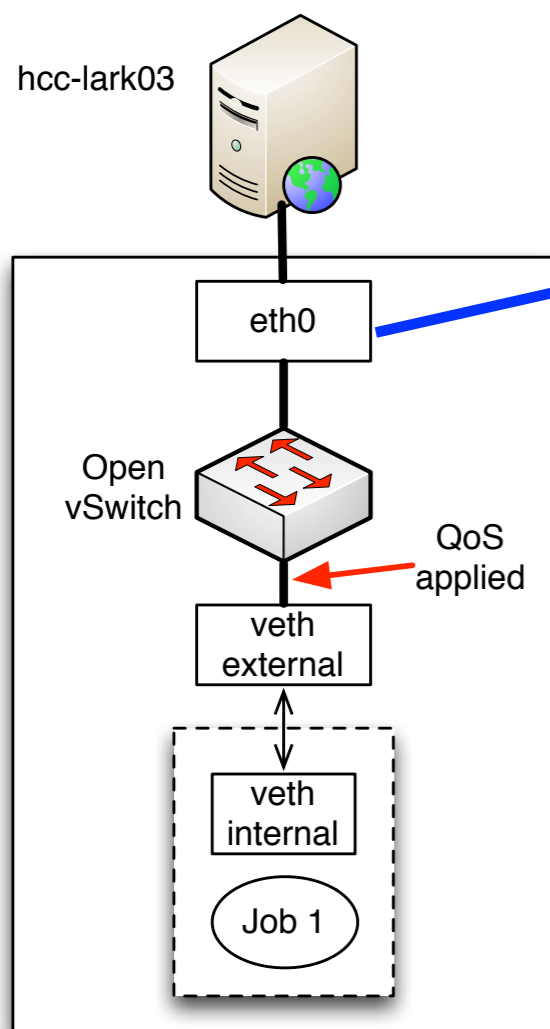 hcc-lark03
eth0
Open
vSwitch
QoS
applied
veth
external
veth
internal
Job 1